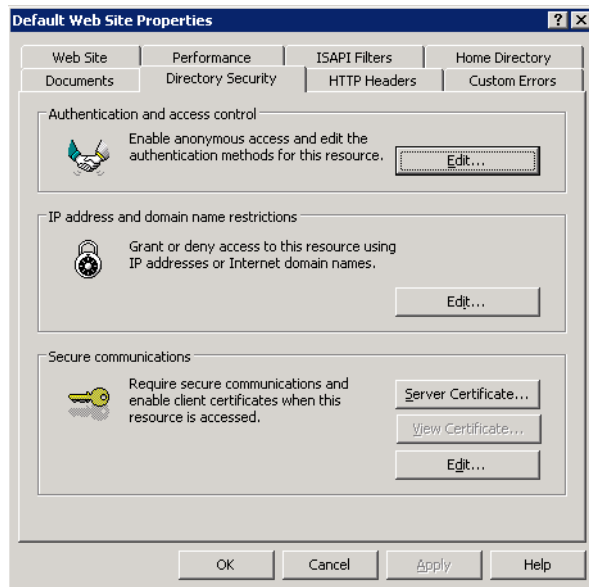 Default Web Site Properties
? X
Web Site Performance ISAPI Filters Home Directory
Documents Directory Security HTTP Headers Custom Errors
Authentication and access control
Enable anonymous access and edit the
authentication methods for this resource.
Edit...
IP address and domain name restrictions
Grant or deny access to this resource using
IP addresses or Internet domain names.
Edit...
Secure communications
Require secure communications and
enable client certificates when this
resource is accessed.
Server Certificate...
View Certificate...
Edit...
OK Cancel Apply Help